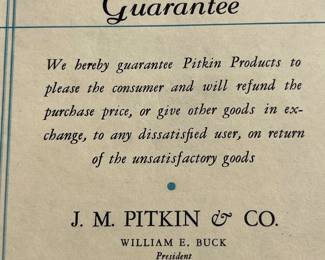 Guarantee
We hereby guarantee Pitkin Products to
please the consumer and will refund the
purchase price, or give other goods in ex-
change, to any dissatisfied user, on return
of the unsatisfactory goods
J. M. PITKIN & CO.
WILLIAM E. BUCK
President